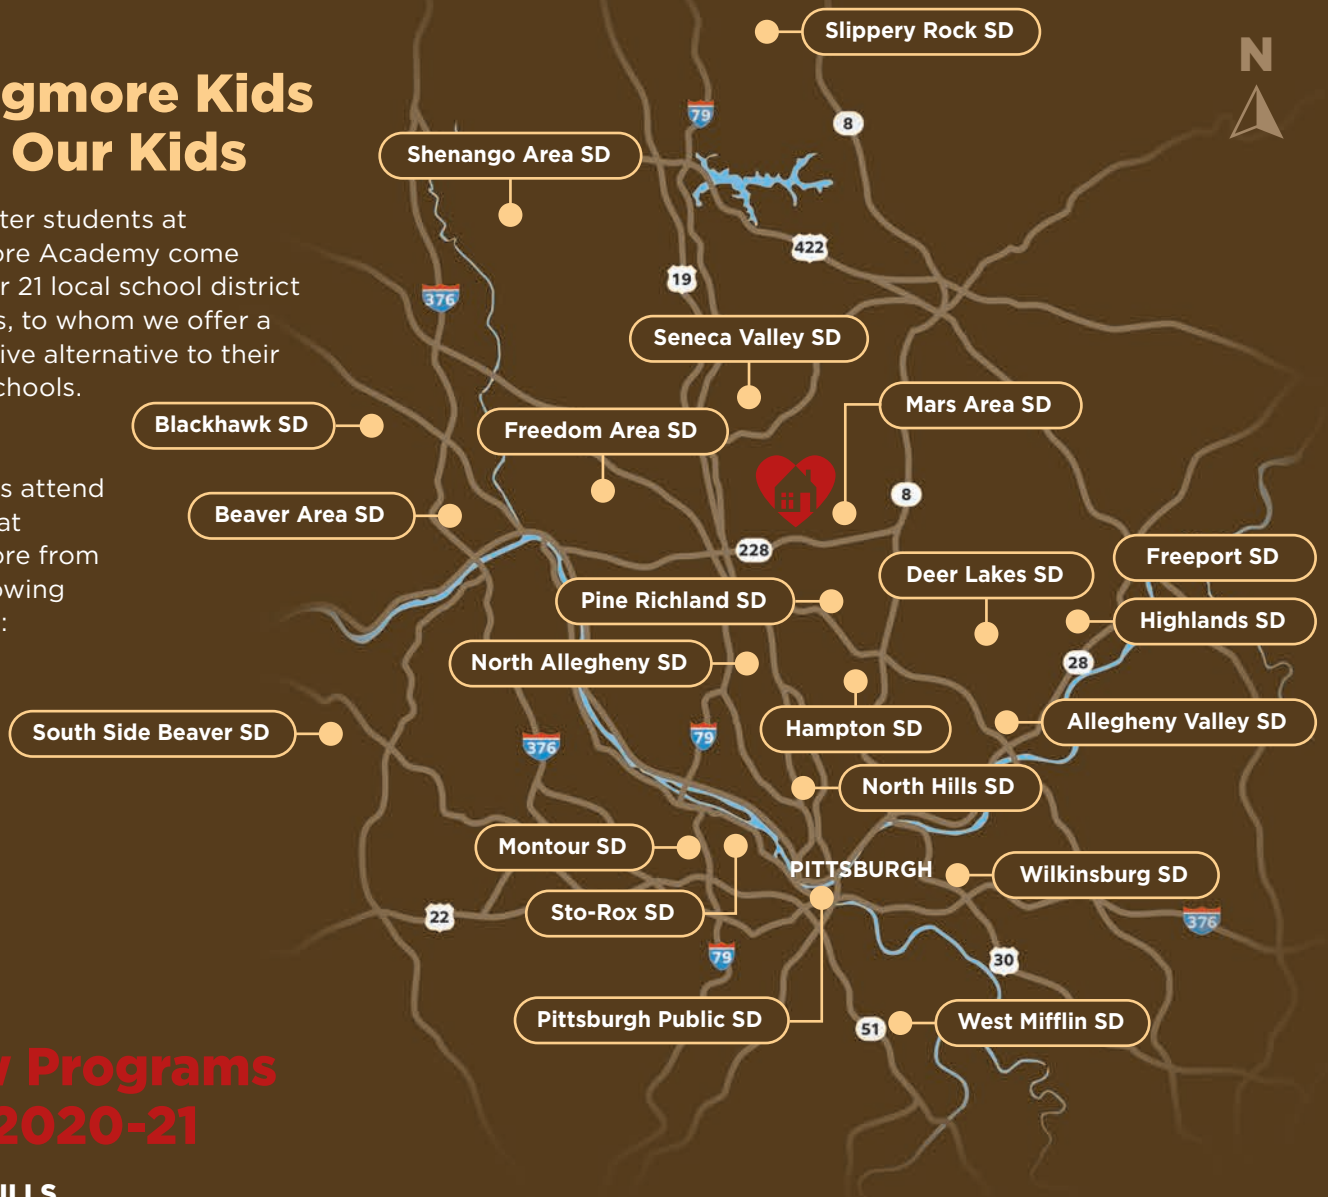 gmore Kids
Our Kids
ter students at
ore Academy come
r 21 local school district
s, to whom we offer a
ive alternative to their
chools.
s attend
at
ore from
owing
:
w Programs
2020-21
ILLS
N
Slippery Rock SD
79
8
Shenango Area SD
422
19
376
Seneca Valley SD
Mars Area SD
Blackhawk SD
Freedom Area SD
8
Beaver Area SD
228
Freeport SD
Deer Lakes SD
Pine Richland SD
Highlands SD
North Allegheny SD
28
Hampton SD
Allegheny Valley SD
South Side Beaver SD
376
79
North Hills SD
Montour SD
PITTSBURGH
Wilkinsburg SD
Sto-Rox SD
22
376
79
30
Pittsburgh Public SD
51
West Mifflin SD